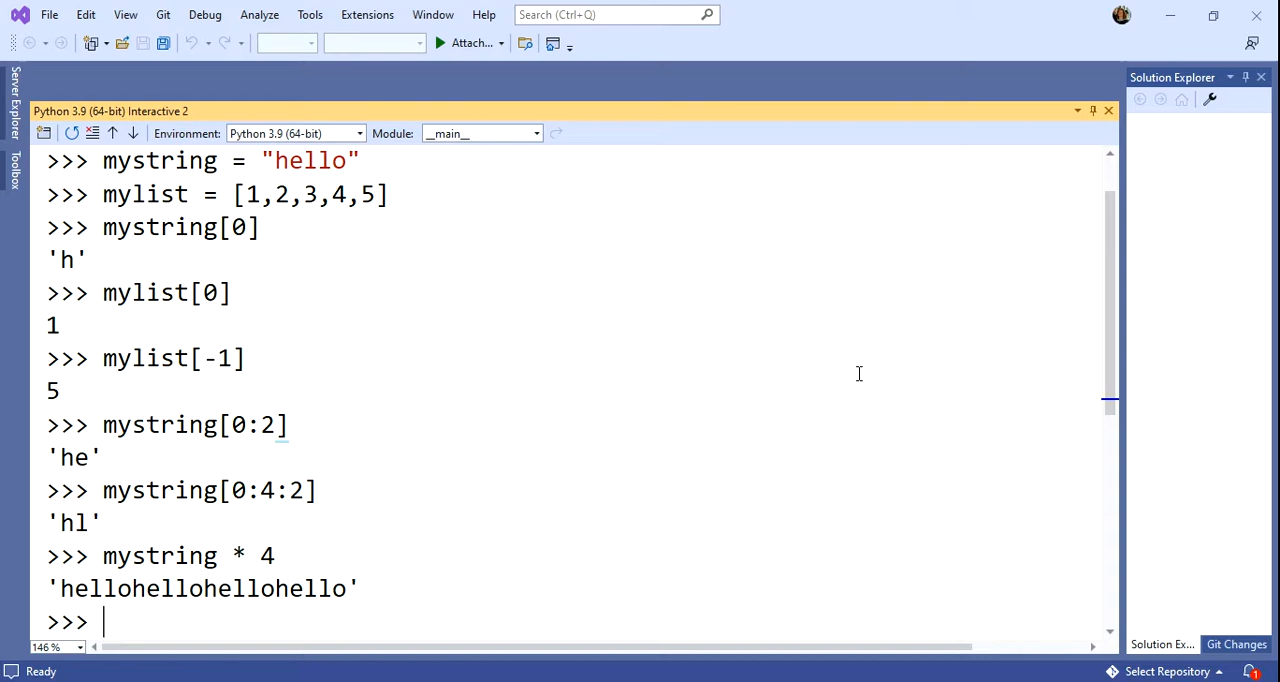 File Edit View Git Debug Analyze Tools Extensions Window Help Search (Ctrl+Q)
Attach...
Server Explorer
Toolbox
Python 3.9 (64-bit) Interactive 2
Environment: Python 3.9 (64-bit) Module: __main__
>>> mystring = "hello"
>>> mylist = [1,2,3,4,5]
>>> mystring[0]
'h'
>>> mylist[0]
1
>>> mylist[-1]
5
>>> mystring[0:2]
'he'
>>> mystring[0:4:2]
'hl'
>>> mystring * 4
'hellohellohellohello'
>>>
146 %
Solution Explorer
Solution Ex... Git Changes
Ready
Select Repository
1